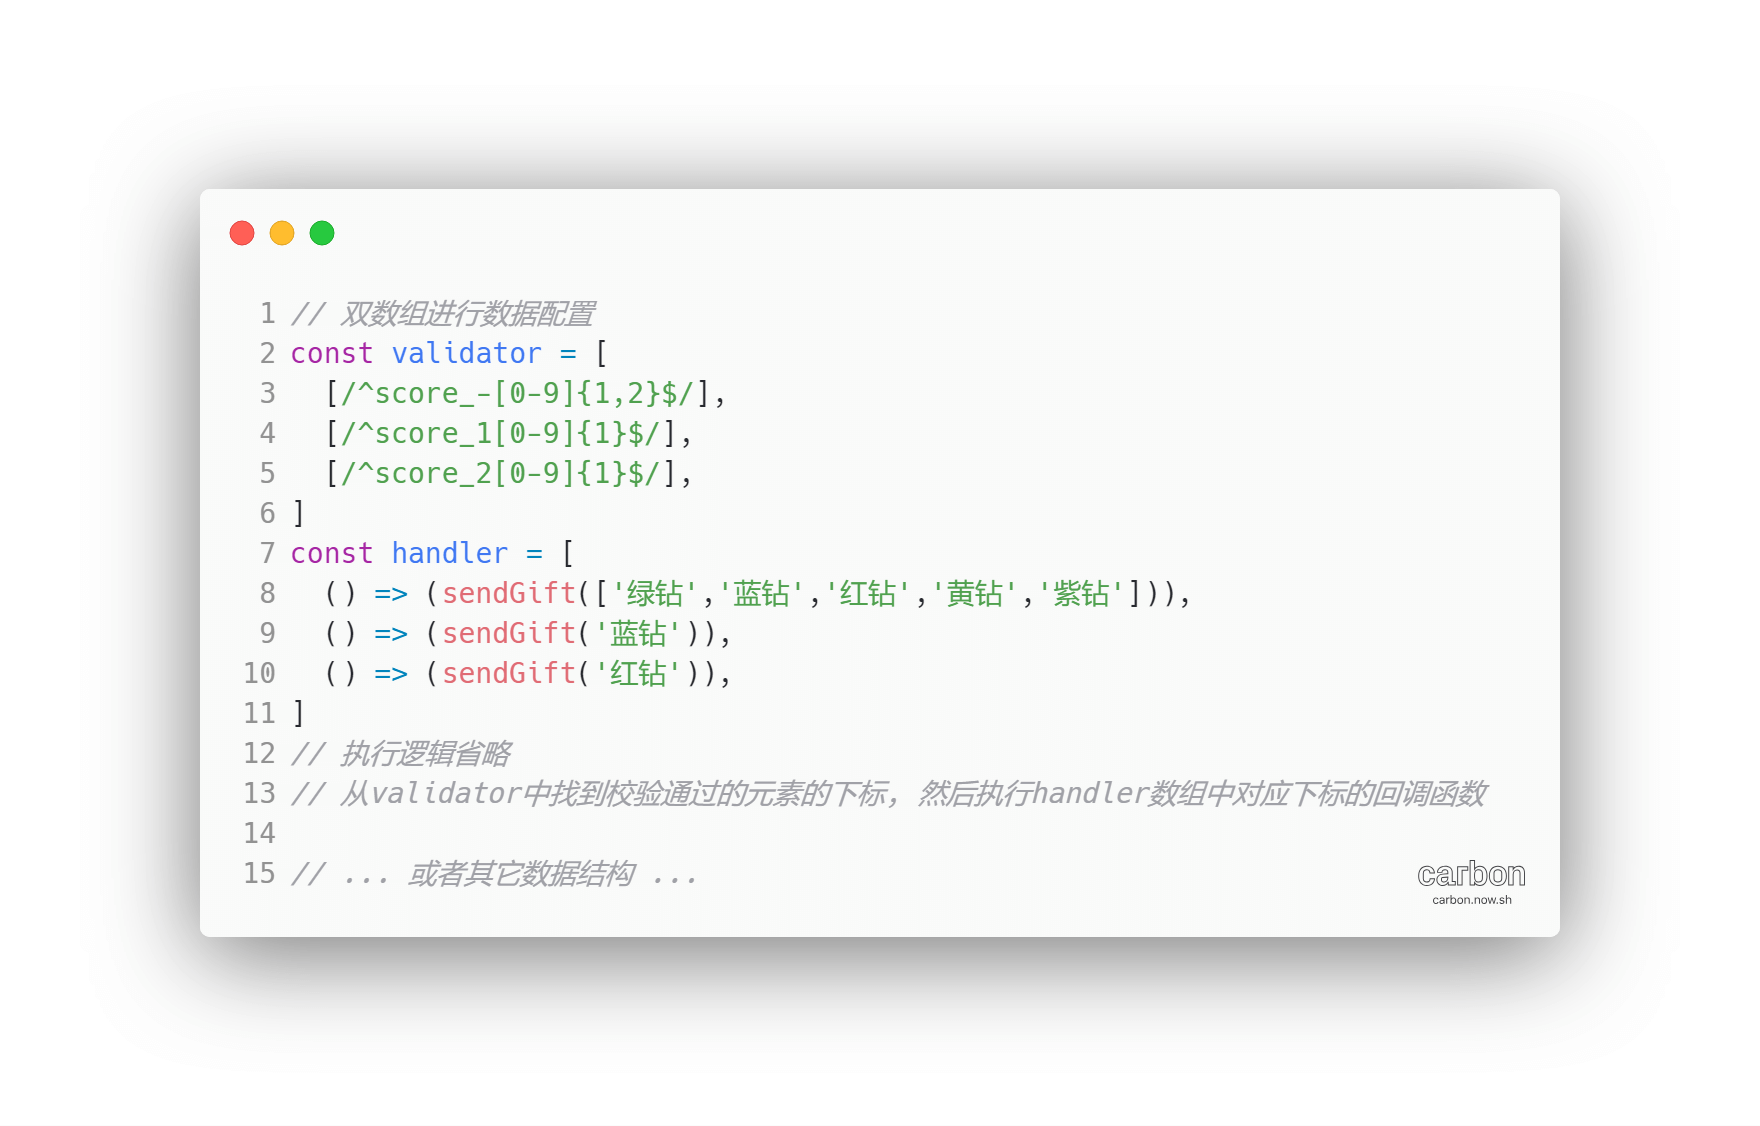 1 // 双数组进行数据配置
2 const validator = [
3   [/^score_-[0-9]{1,2}$/],
4   [/^score_1[0-9]{1}$/],
5   [/^score_2[0-9]{1}$/],
6 ]
7 const handler = [
8   () => (sendGift(['绿钻','蓝钻','红钻','黄钻','紫钻'])),
9   () => (sendGift('蓝钻')),
10   () => (sendGift('红钻')),
11 ]
12 // 执行逻辑省略
13 // 从validator中找到校验通过的元素的下标, 然后执行handler数组中对应下标的回调函数
14
15 // ... 或者其它数据结构 ...
carbon
carbon.now.sh